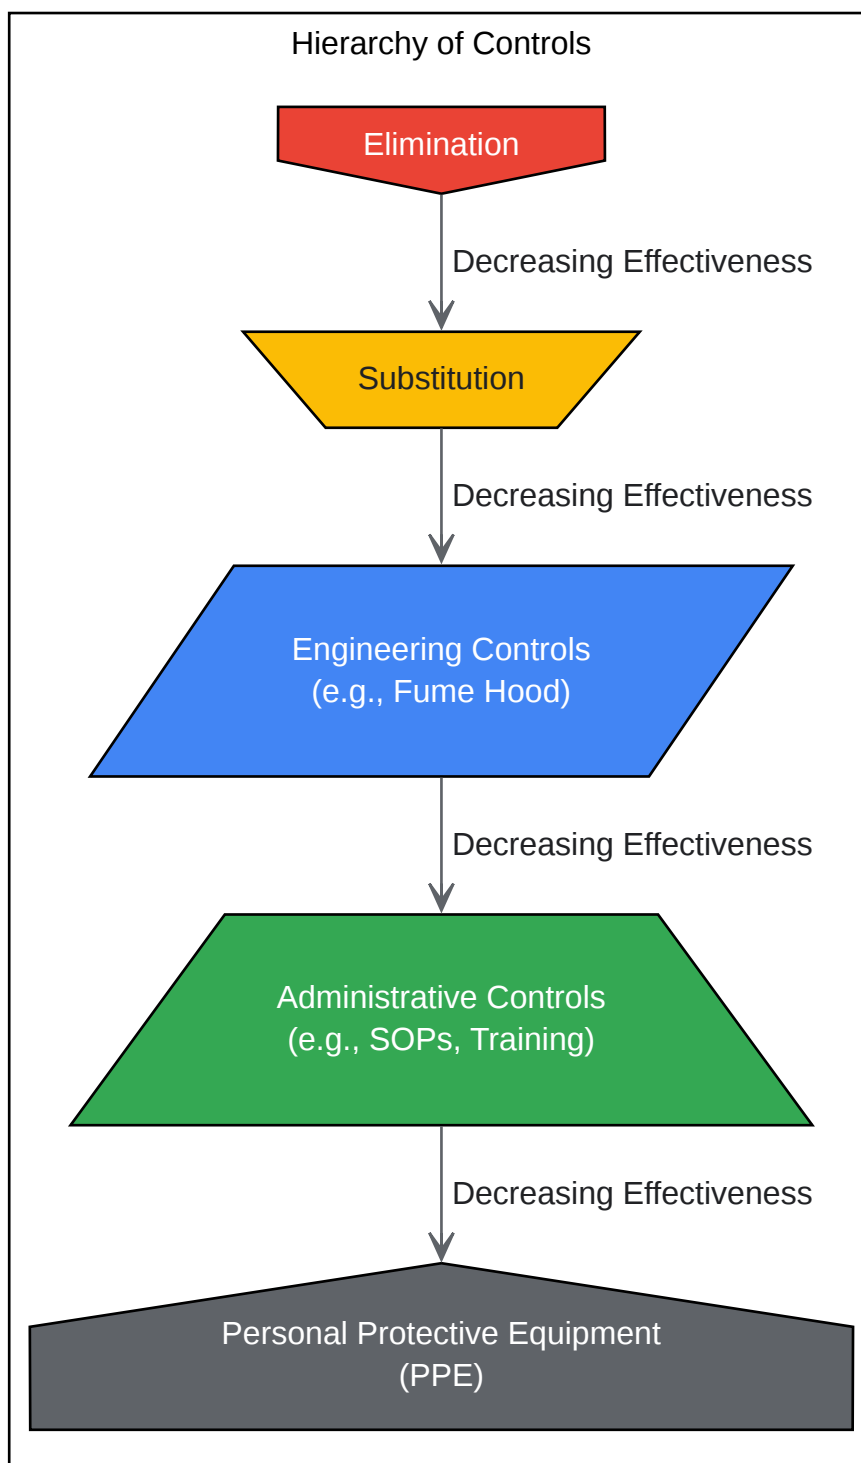 Hierarchy of Controls
Elimination
Decreasing Effectiveness
Substitution
Decreasing Effectiveness
Engineering Controls
(e.g., Fume Hood)
Decreasing Effectiveness
Administrative Controls
(e.g., SOPs, Training)
Decreasing Effectiveness
Personal Protective Equipment
(PPE)